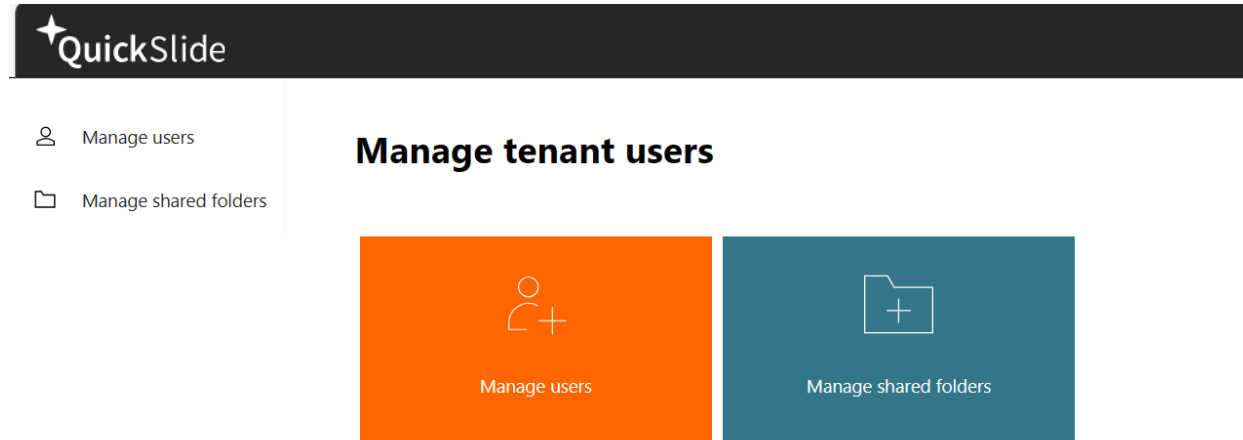 QuickSlide
Manage users
Manage shared folders
Manage tenant users
Manage users
Manage shared folders